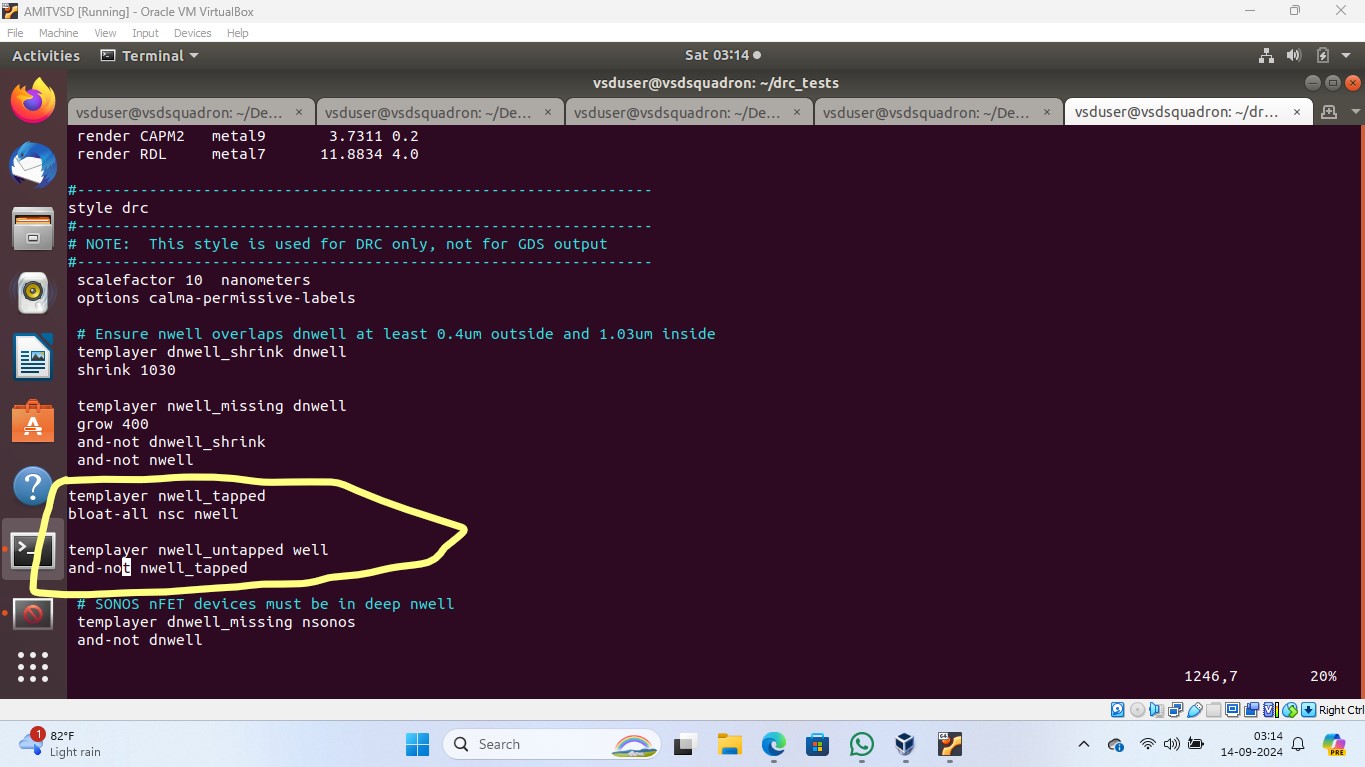 AMITVSD [Running] - Oracle VM VirtualBox
File Machine View Input Devices Help
Activities Terminal Sat 03:14
vsduser@vsdsquadron: ~/drc_tests
vsduser@vsdsquadron: ~/De... × vsduser@vsdsquadron: ~/De... × vsduser@vsdsquadron: ~/De... × vsduser@vsdsquadron: ~/De... × vsduser@vsdsquadron: ~/dr... ×
render CAPM2 metal9 3.7311 0.2
render RDL metal7 11.8834 4.0
#----------------------------------------------------------------
style drc
#----------------------------------------------------------------
# NOTE: This style is used for DRC only, not for GDS output
#----------------------------------------------------------------
scalefactor 10 nanometers
options calma-permissive-labels
# Ensure nwell overlaps dnwell at least 0.4um outside and 1.03um inside
templayer dnwell_shrink dnwell
shrink 1030
templayer nwell_missing dnwell
grow 400
and-not dnwell_shrink
and-not nwell
templayer nwell_tapped
bloat-all nsc nwell
templayer nwell_untapped well
and-not nwell_tapped
# SONOS nFET devices must be in deep nwell
templayer dnwell_missing nsonos
and-not dnwell
1246,7 20%
Right Ctrl
1
82°F
Light rain
Search
PRE
03:14
14-09-2024